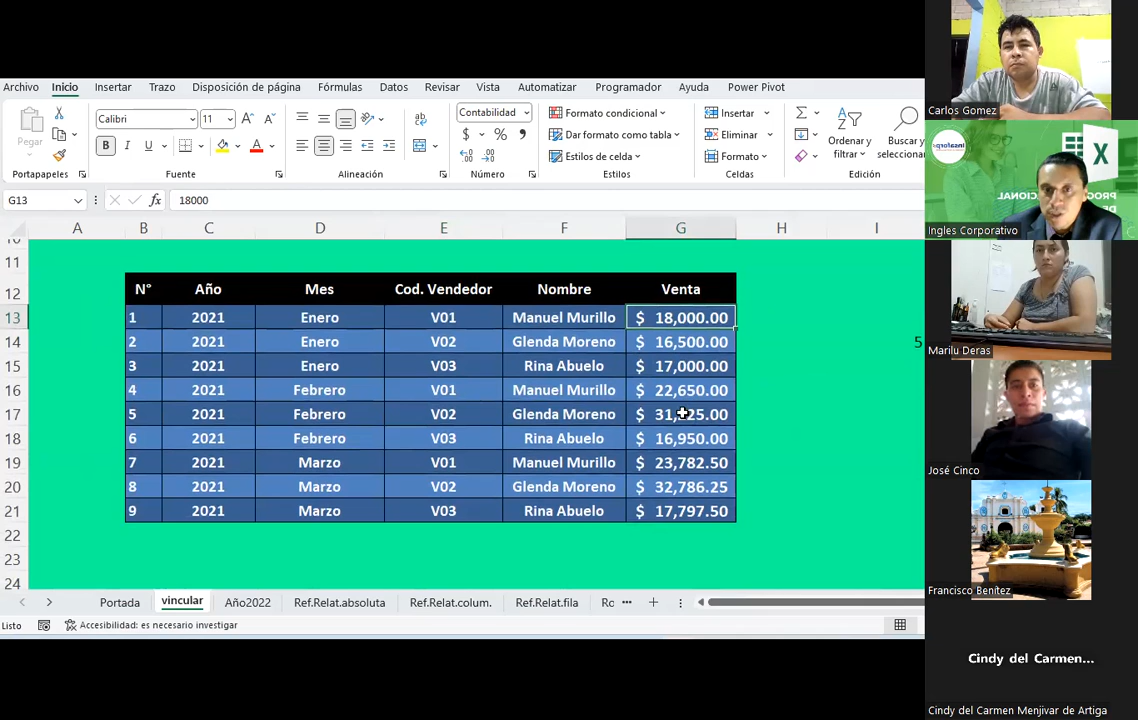 Archivo Inicio Insertar Trazo Disposición de página Fórmulas Datos Revisar Vista Automatizar Programador Ayuda Power Pivot
Pegar
Calibri 11
N K S
Contabilidad
$ % 
Formato condicional
Dar formato como tabla
Estilos de celda
Insertar
Eliminar
Formato
Ordenar y
filtrar
Buscar y
seleccionar
Portapapeles Fuente Alineación Número Estilos Celdas Edición
G13 fx 18000
A B C D E F G H I
11
12 N° Año Mes Cod. Vendedor Nombre Venta
13 1 2021 Enero V01 Manuel Murillo $ 18,000.00
14 2 2021 Enero V02 Glenda Moreno $ 16,500.00 5
15 3 2021 Enero V03 Rina Abuelo $ 17,000.00
16 4 2021 Febrero V01 Manuel Murillo $ 22,650.00
17 5 2021 Febrero V02 Glenda Moreno
18 6 2021 Febrero V03 Rina Abuelo $ 16,950.00
19 7 2021 Marzo V01 Manuel Murillo $ 23,782.50
20 8 2021 Marzo V02 Glenda Moreno $ 32,786.25
21 9 2021 Marzo V03 Rina Abuelo $ 17,797.50
22
23
24
Portada vincular Año2022 Ref.Relat.absoluta Ref.Relat.colum. Ref.Relat.fila
Listo Accesibilidad: es necesario investigar
Carlos Gomez
Ingles Corporativo
Marilu Deras
José Cinco
Francisco Benítez
Cindy del Carmen...
Cindy del Carmen Menjivar de Artiga